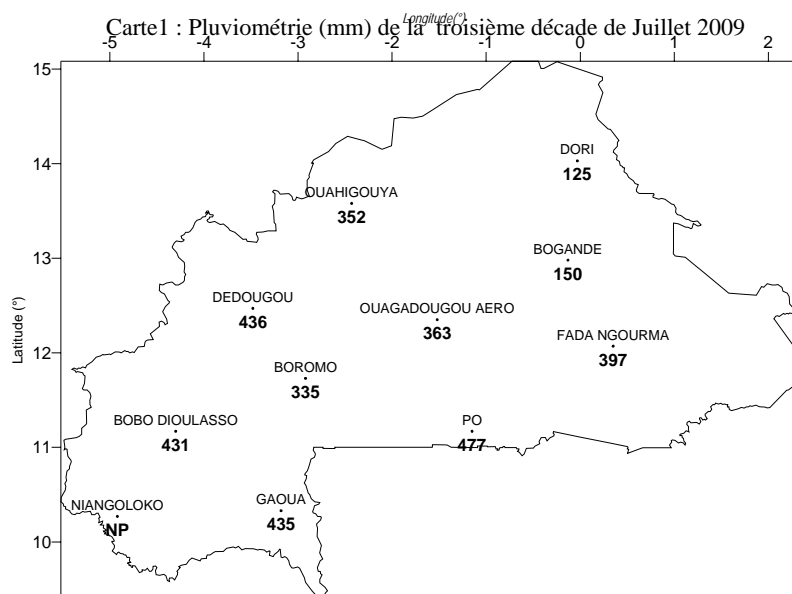 Carte1 : Pluviométrie (mm) de la troisième décade de Juillet 2009
Longitude(°)
-5 -4 -3 -2 -1 0 1 2
15
DORI
14
125
OUAHIGOUYA
352
BOGANDE
13
150
DEDOUGOU
OUAGADOUGOU AERO
436
363
FADA NGOURMA
12
397
BOROMO
335
Latitude (°)
BOBO DIOULASSO
PO
11
431
477
NIANGOLOKO
GAOUA
NP
435
10